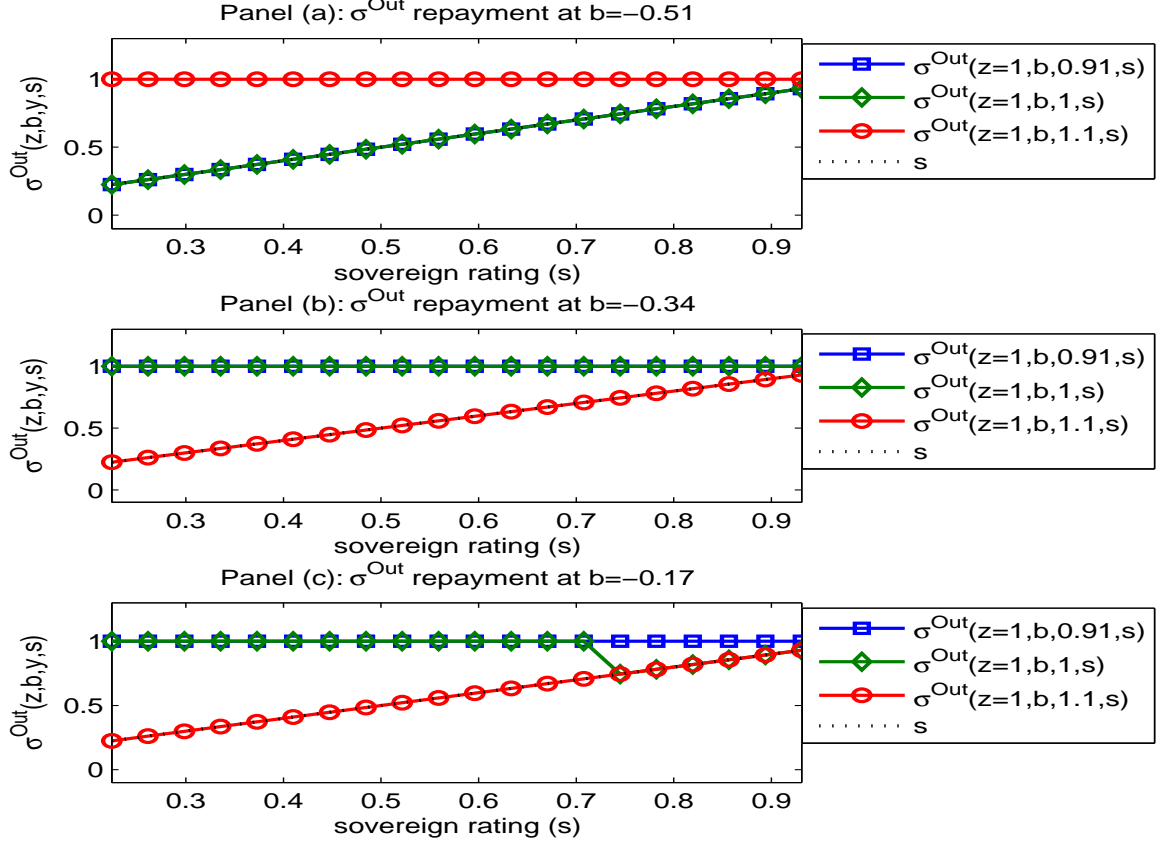 Panel (a): σ^Out repayment at b=−0.51
σ^Out(z,b,y,s)
1
0.5
0
0.3 0.4 0.5 0.6 0.7 0.8 0.9
sovereign rating (s)
σ^Out(z=1,b,0.91,s)
σ^Out(z=1,b,1,s)
σ^Out(z=1,b,1.1,s)
s
Panel (b): σ^Out repayment at b=−0.34
σ^Out(z,b,y,s)
1
0.5
0
0.3 0.4 0.5 0.6 0.7 0.8 0.9
sovereign rating (s)
σ^Out(z=1,b,0.91,s)
σ^Out(z=1,b,1,s)
σ^Out(z=1,b,1.1,s)
s
Panel (c): σ^Out repayment at b=−0.17
σ^Out(z,b,y,s)
1
0.5
0
0.3 0.4 0.5 0.6 0.7 0.8 0.9
sovereign rating (s)
σ^Out(z=1,b,0.91,s)
σ^Out(z=1,b,1,s)
σ^Out(z=1,b,1.1,s)
s